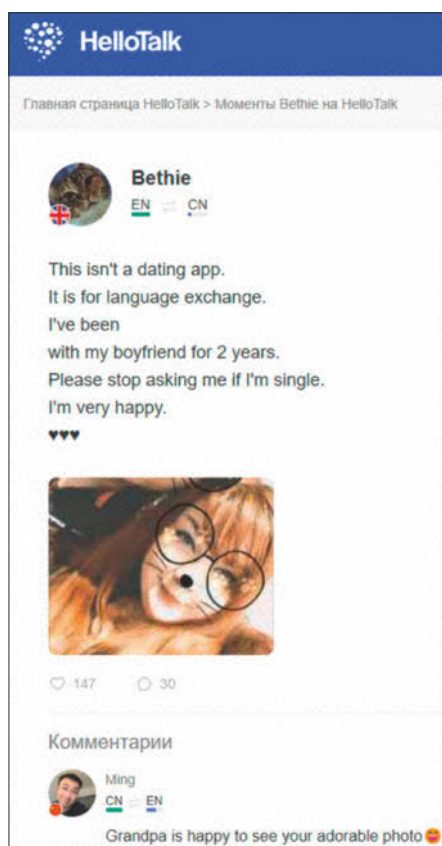 HelloTalk
Главная страница HelloTalk > Моменты Bethie на HelloTalk
Bethie
EN CN
This isn't a dating app.
It is for language exchange.
I've been
with my boyfriend for 2 years.
Please stop asking me if I'm single.
I'm very happy.
♥♥♥
147 30
Комментарии
Ming
CN EN
Grandpa is happy to see your adorable photo😍